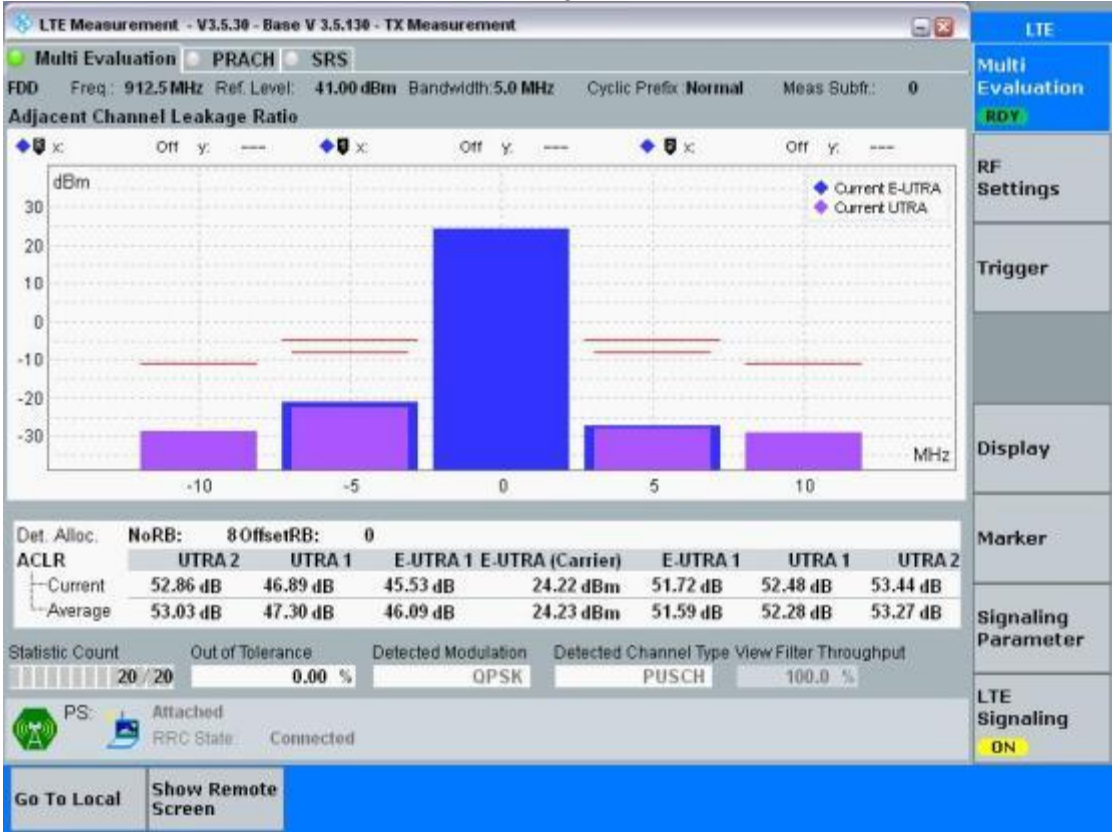 LTE Measurement - V3.5.30 - Base V 3.5.130 - TX Measurement
LTE
Multi Evaluation PRACH SRS
Multi
Evaluation
RDY
FDD Freq.: 912.5 MHz Ref. Level: 41.00 dBm Bandwidth: 5.0 MHz Cyclic Prefix: Normal Meas Subfr.: 0
Adjacent Channel Leakage Ratio
x: Off y: --- x: Off y: --- x: Off y: ---
dBm
Current E-UTRA
Current UTRA
30
20
10
0
-10
-20
-30
MHz
-10 -5 0 5 10
RF
Settings
Trigger
Display
Marker
Signaling
Parameter
LTE
Signaling
ON
Det. Alloc. NoRB: 8 OffsetRB: 0
ACLR UTRA 2 UTRA 1 E-UTRA 1 E-UTRA (Carrier) E-UTRA 1 UTRA 1 UTRA 2
Current 52.86 dB 46.89 dB 45.53 dB 24.22 dBm 51.72 dB 52.48 dB 53.44 dB
Average 53.03 dB 47.30 dB 46.09 dB 24.23 dBm 51.59 dB 52.28 dB 53.27 dB
Statistic Count Out of Tolerance Detected Modulation Detected Channel Type View Filter Throughput
20 / 20 0.00 % QPSK PUSCH 100.0 %
PS: Attached
RRC State: Connected
Go To Local
Show Remote
Screen